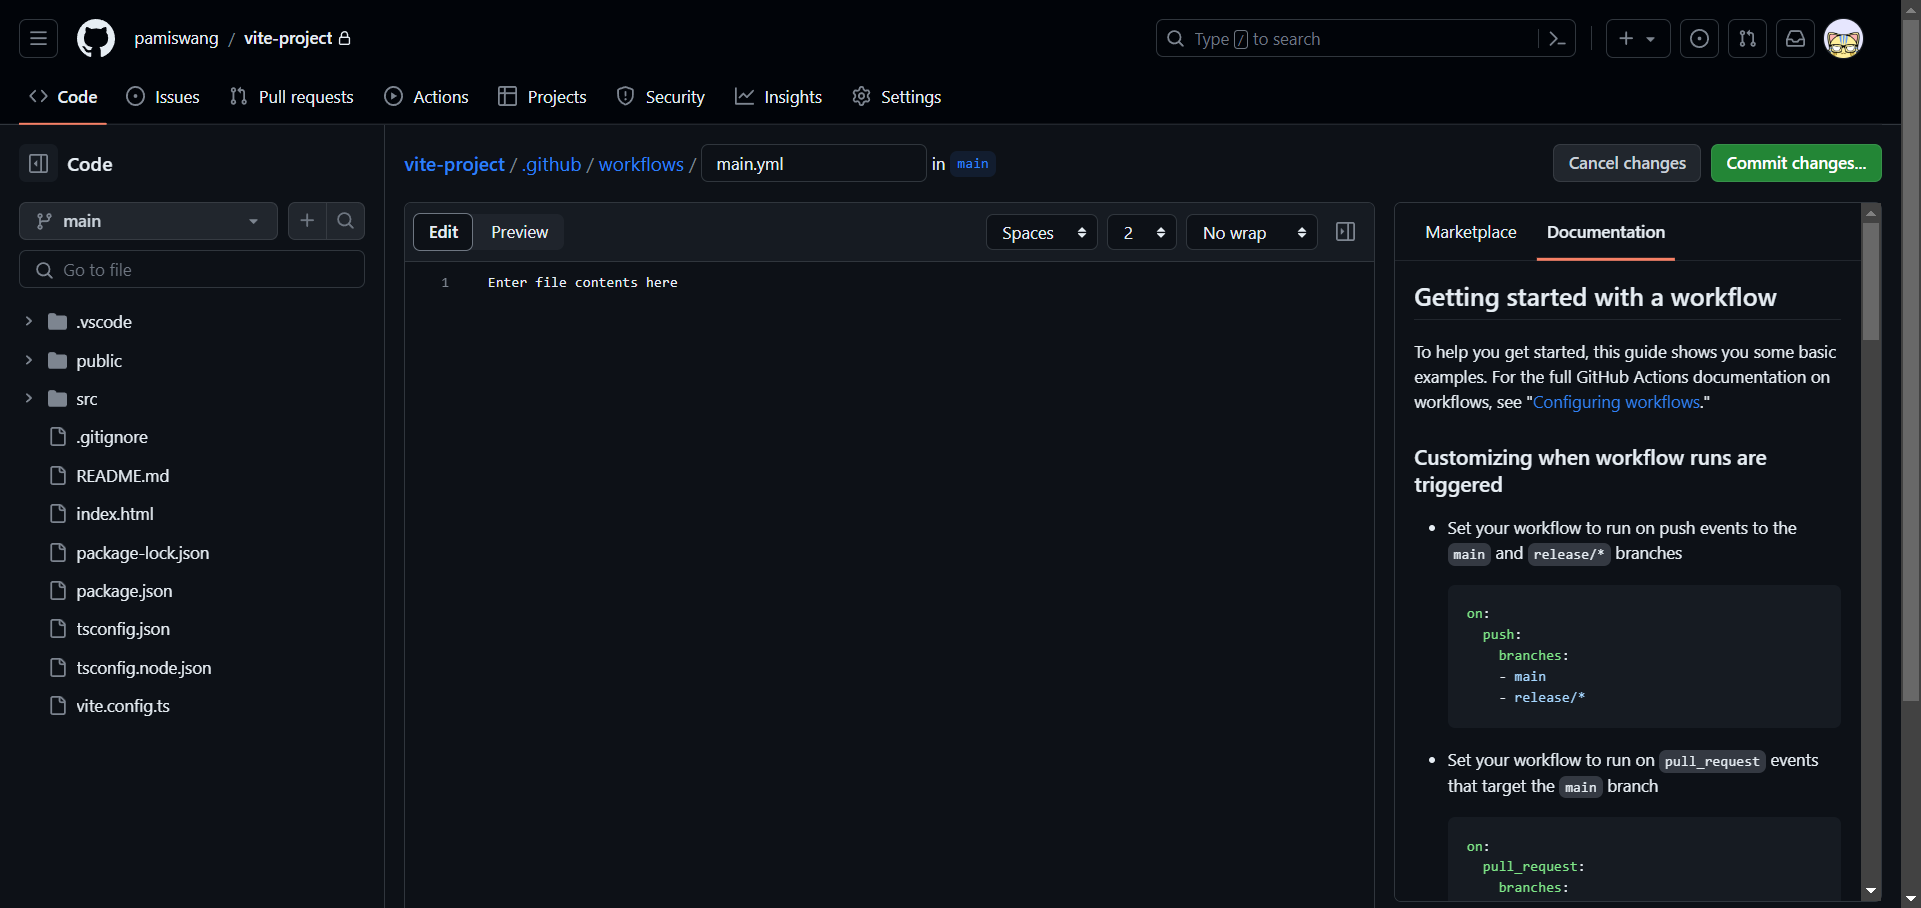 pamiswang / vite-project
Type / to search
Code
Issues
Pull requests
Actions
Projects
Security
Insights
Settings
Code
main
Go to file
.vscode
public
src
.gitignore
README.md
index.html
package-lock.json
package.json
tsconfig.json
tsconfig.node.json
vite.config.ts
vite-project / .github / workflows / main.yml in main
Cancel changes
Commit changes...
Edit
Preview
Spaces
2
No wrap
1 Enter file contents here
Marketplace
Documentation
Getting started with a workflow
To help you get started, this guide shows you some basic
examples. For the full GitHub Actions documentation on
workflows, see "Configuring workflows."
Customizing when workflow runs are
triggered
• Set your workflow to run on push events to the
main and release/* branches
on:
push:
branches:
- main
- release/*
• Set your workflow to run on pull_request events
that target the main branch
on:
pull_request:
branches: